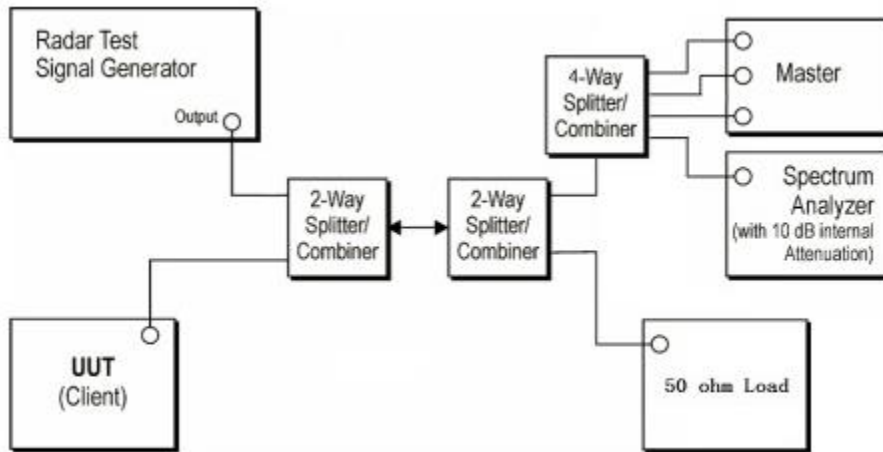 Radar Test
Signal Generator
Output
4-Way
Splitter/
Combiner
Master
2-Way
Splitter/
Combiner
2-Way
Splitter/
Combiner
Spectrum
Analyzer
(with 10 dB internal
Attenuation)
UUT
(Client)
50 ohm Load